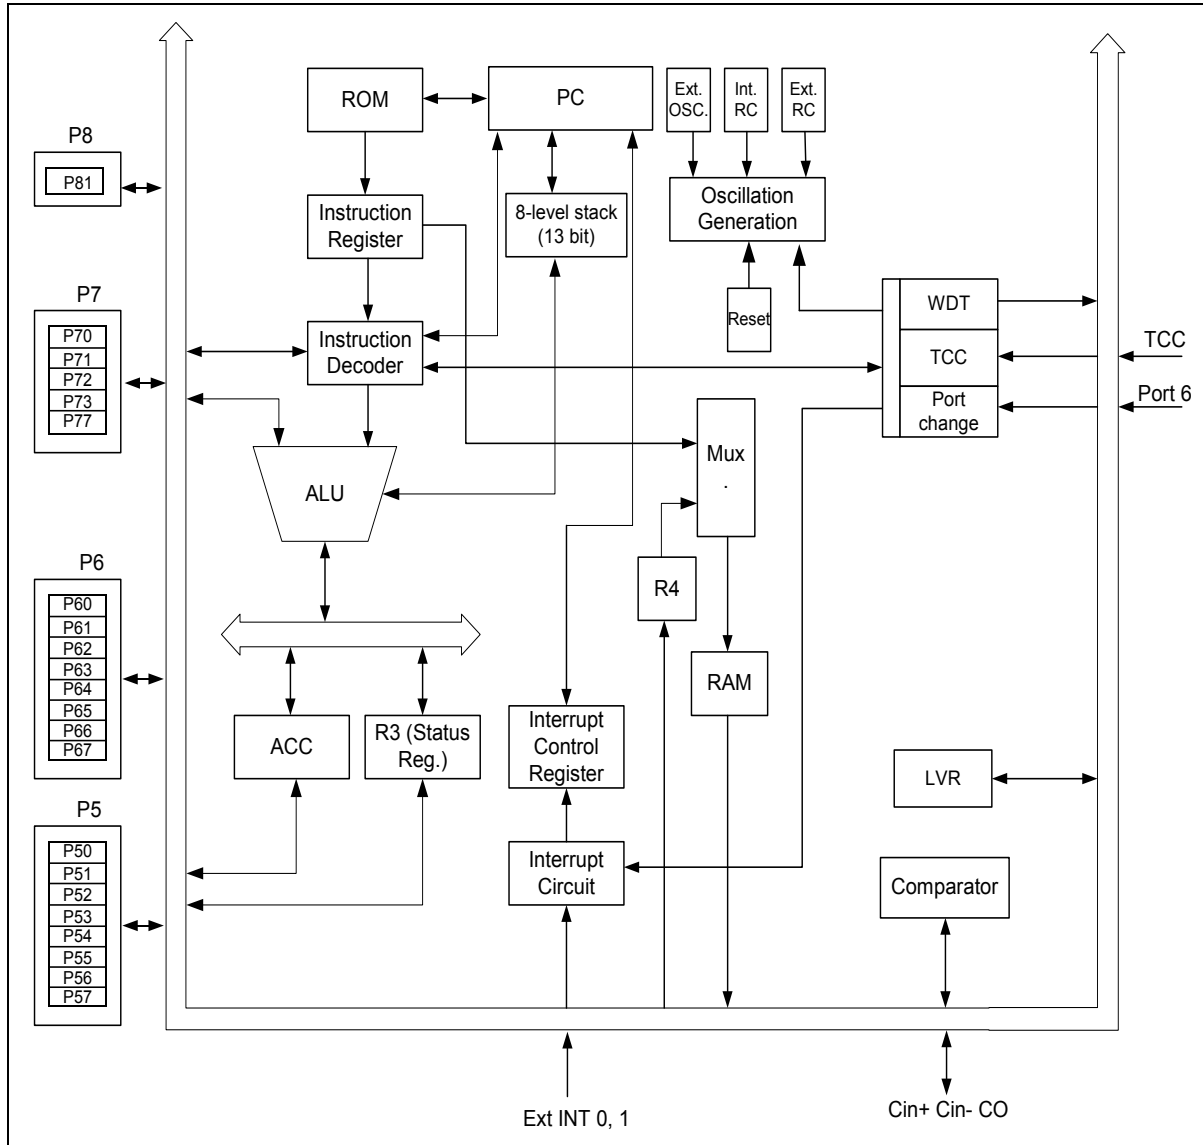 P8
P81
P7
P70
P71
P72
P73
P77
P6
P60
P61
P62
P63
P64
P65
P66
P67
P5
P50
P51
P52
P53
P54
P55
P56
P57
ROM
PC
Ext.
OSC.
Int.
RC
Ext.
RC
Instruction
Register
8-level stack
(13 bit)
Oscillation
Generation
Reset
Instruction
Decoder
WDT
TCC
Port
change
TCC
Port 6
ALU
Mux
.
R4
RAM
ACC
R3 (Status
Reg.)
Interrupt
Control
Register
Interrupt
Circuit
LVR
Comparator
Ext INT 0, 1
Cin+ Cin- CO